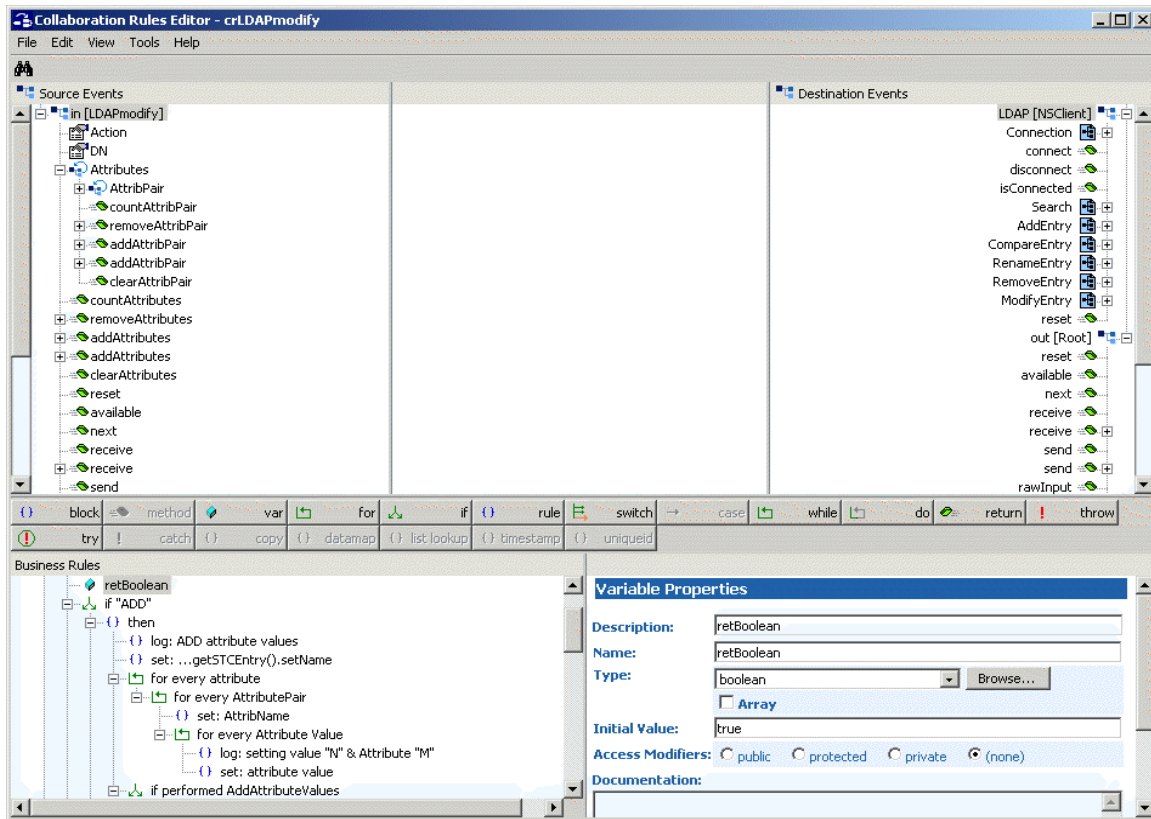 Collaboration Rules Editor - crLDAPmodify
File Edit View Tools Help
Source Events
Destination Events
in [LDAPmodify]
Action
DN
Attributes
AttribPair
countAttribPair
removeAttribPair
addAttribPair
addAttribPair
clearAttribPair
countAttributes
removeAttributes
addAttributes
addAttributes
clearAttributes
reset
available
next
receive
receive
send
LDAP [NSClient]
Connection
connect
disconnect
isConnected
Search
AddEntry
CompareEntry
RenameEntry
RemoveEntry
ModifyEntry
reset
out [Root]
reset
available
next
receive
receive
send
send
rawInput
block method var for if rule switch case while do return throw
try catch copy datamap list lookup timestamp uniqueid
Business Rules
retBoolean
if "ADD"
then
log: ADD attribute values
set: ...getSTCEntry().setName
for every attribute
for every AttributePair
set: AttribName
for every Attribute Value
log: setting value "N" & Attribute "M"
set: attribute value
if performed AddAttributeValues
Variable Properties
Description: retBoolean
Name: retBoolean
Type: boolean Browse...
Array
Initial Value: true
Access Modifiers: public protected private (none)
Documentation: